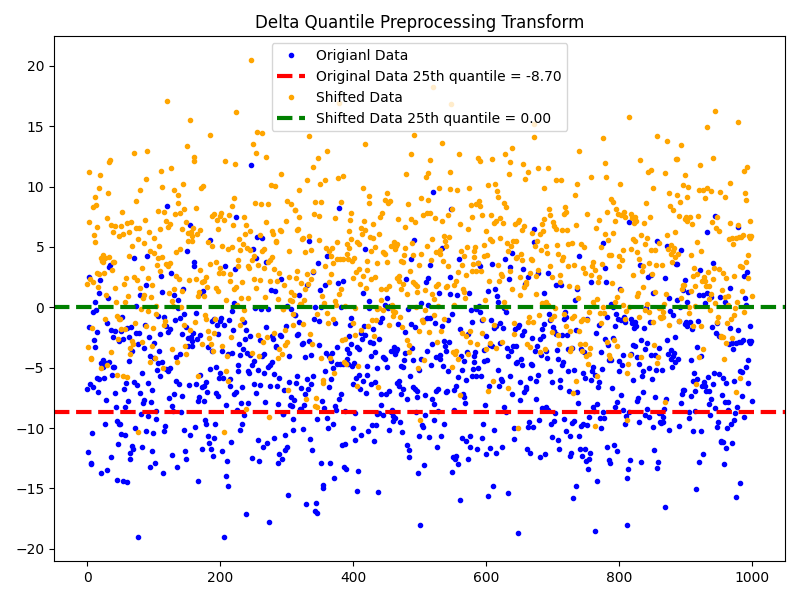 Delta Quantile Preprocessing Transform
Origianl Data
Original Data 25th quantile = -8.70
Shifted Data
Shifted Data 25th quantile = 0.00
20
15
10
5
0
−5
−10
−15
−20
0 200 400 600 800 1000